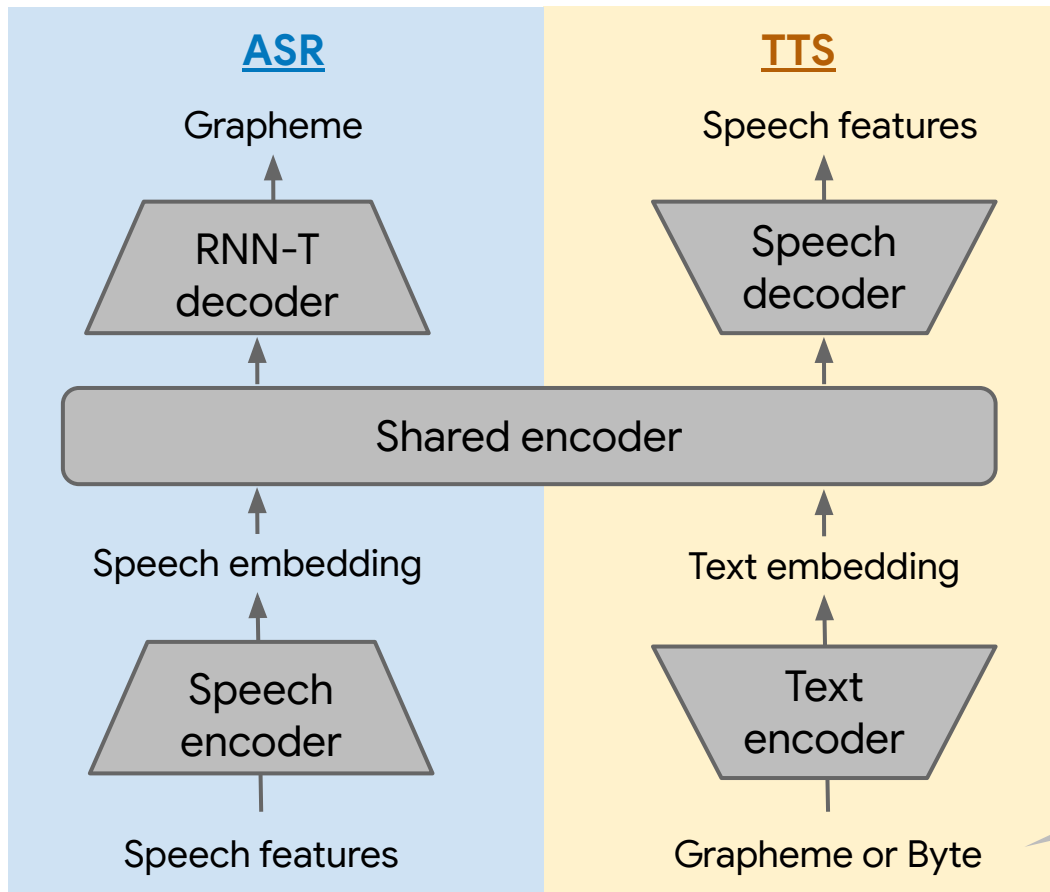 ASR
Grapheme
RNN-T
decoder
TTS
Speech features
Speech
decoder
Shared encoder
Speech embedding
Speech
encoder
Speech features
Text embedding
Text
encoder
Grapheme or Byte